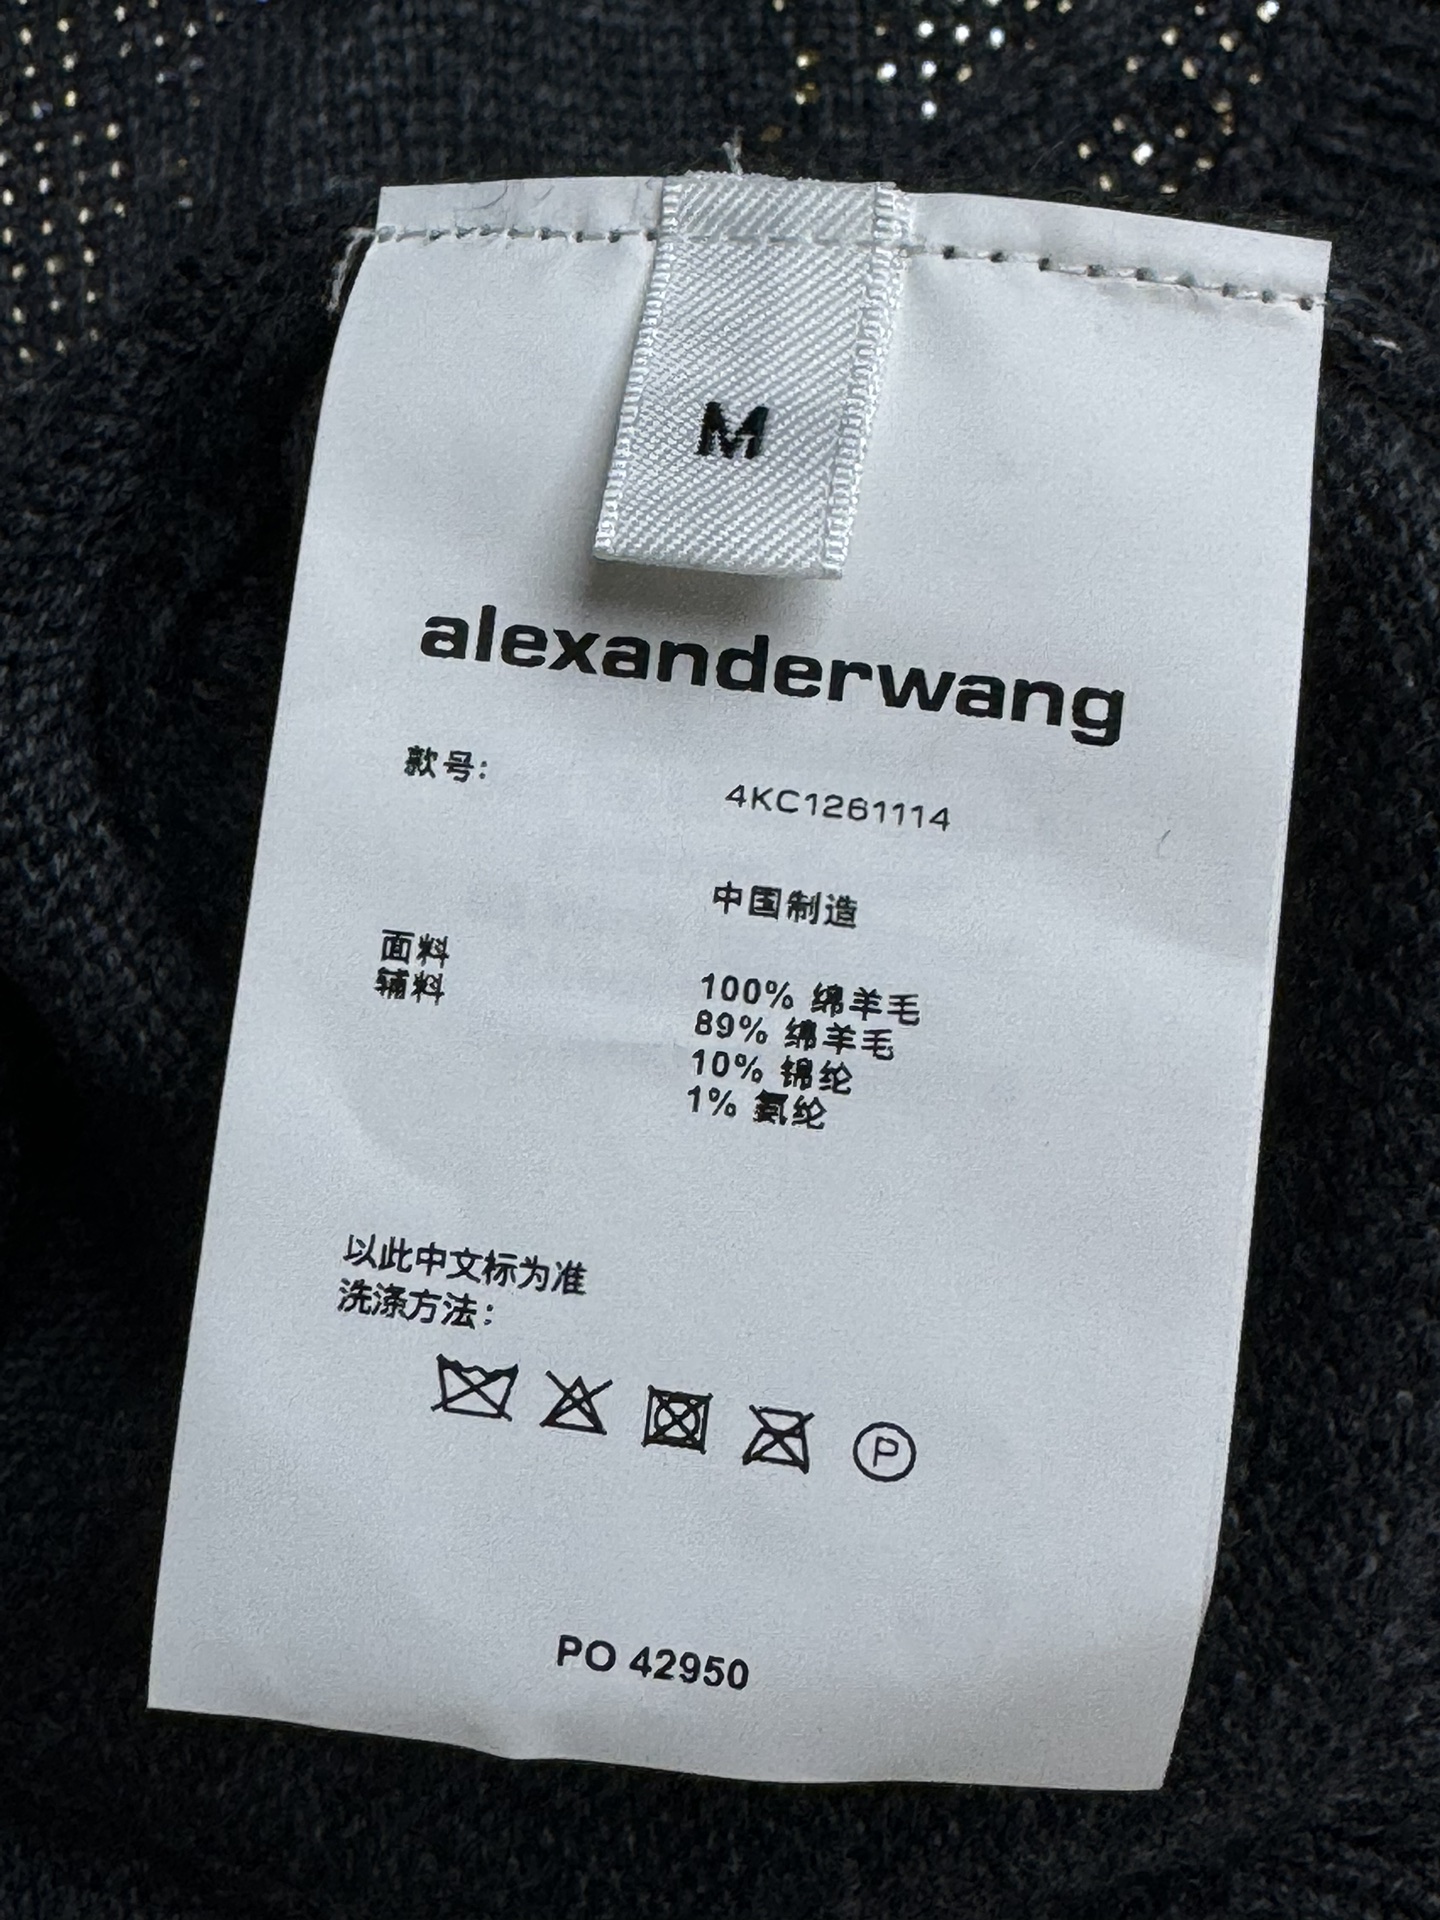 M
alexanderwang
款号: 4KC1261114
中国制造
面料 100% 绵羊毛
辅料 89% 绵羊毛
10% 锦纶
1% 氨纶
以此中文标为准
洗涤方法:
P
PO 42950